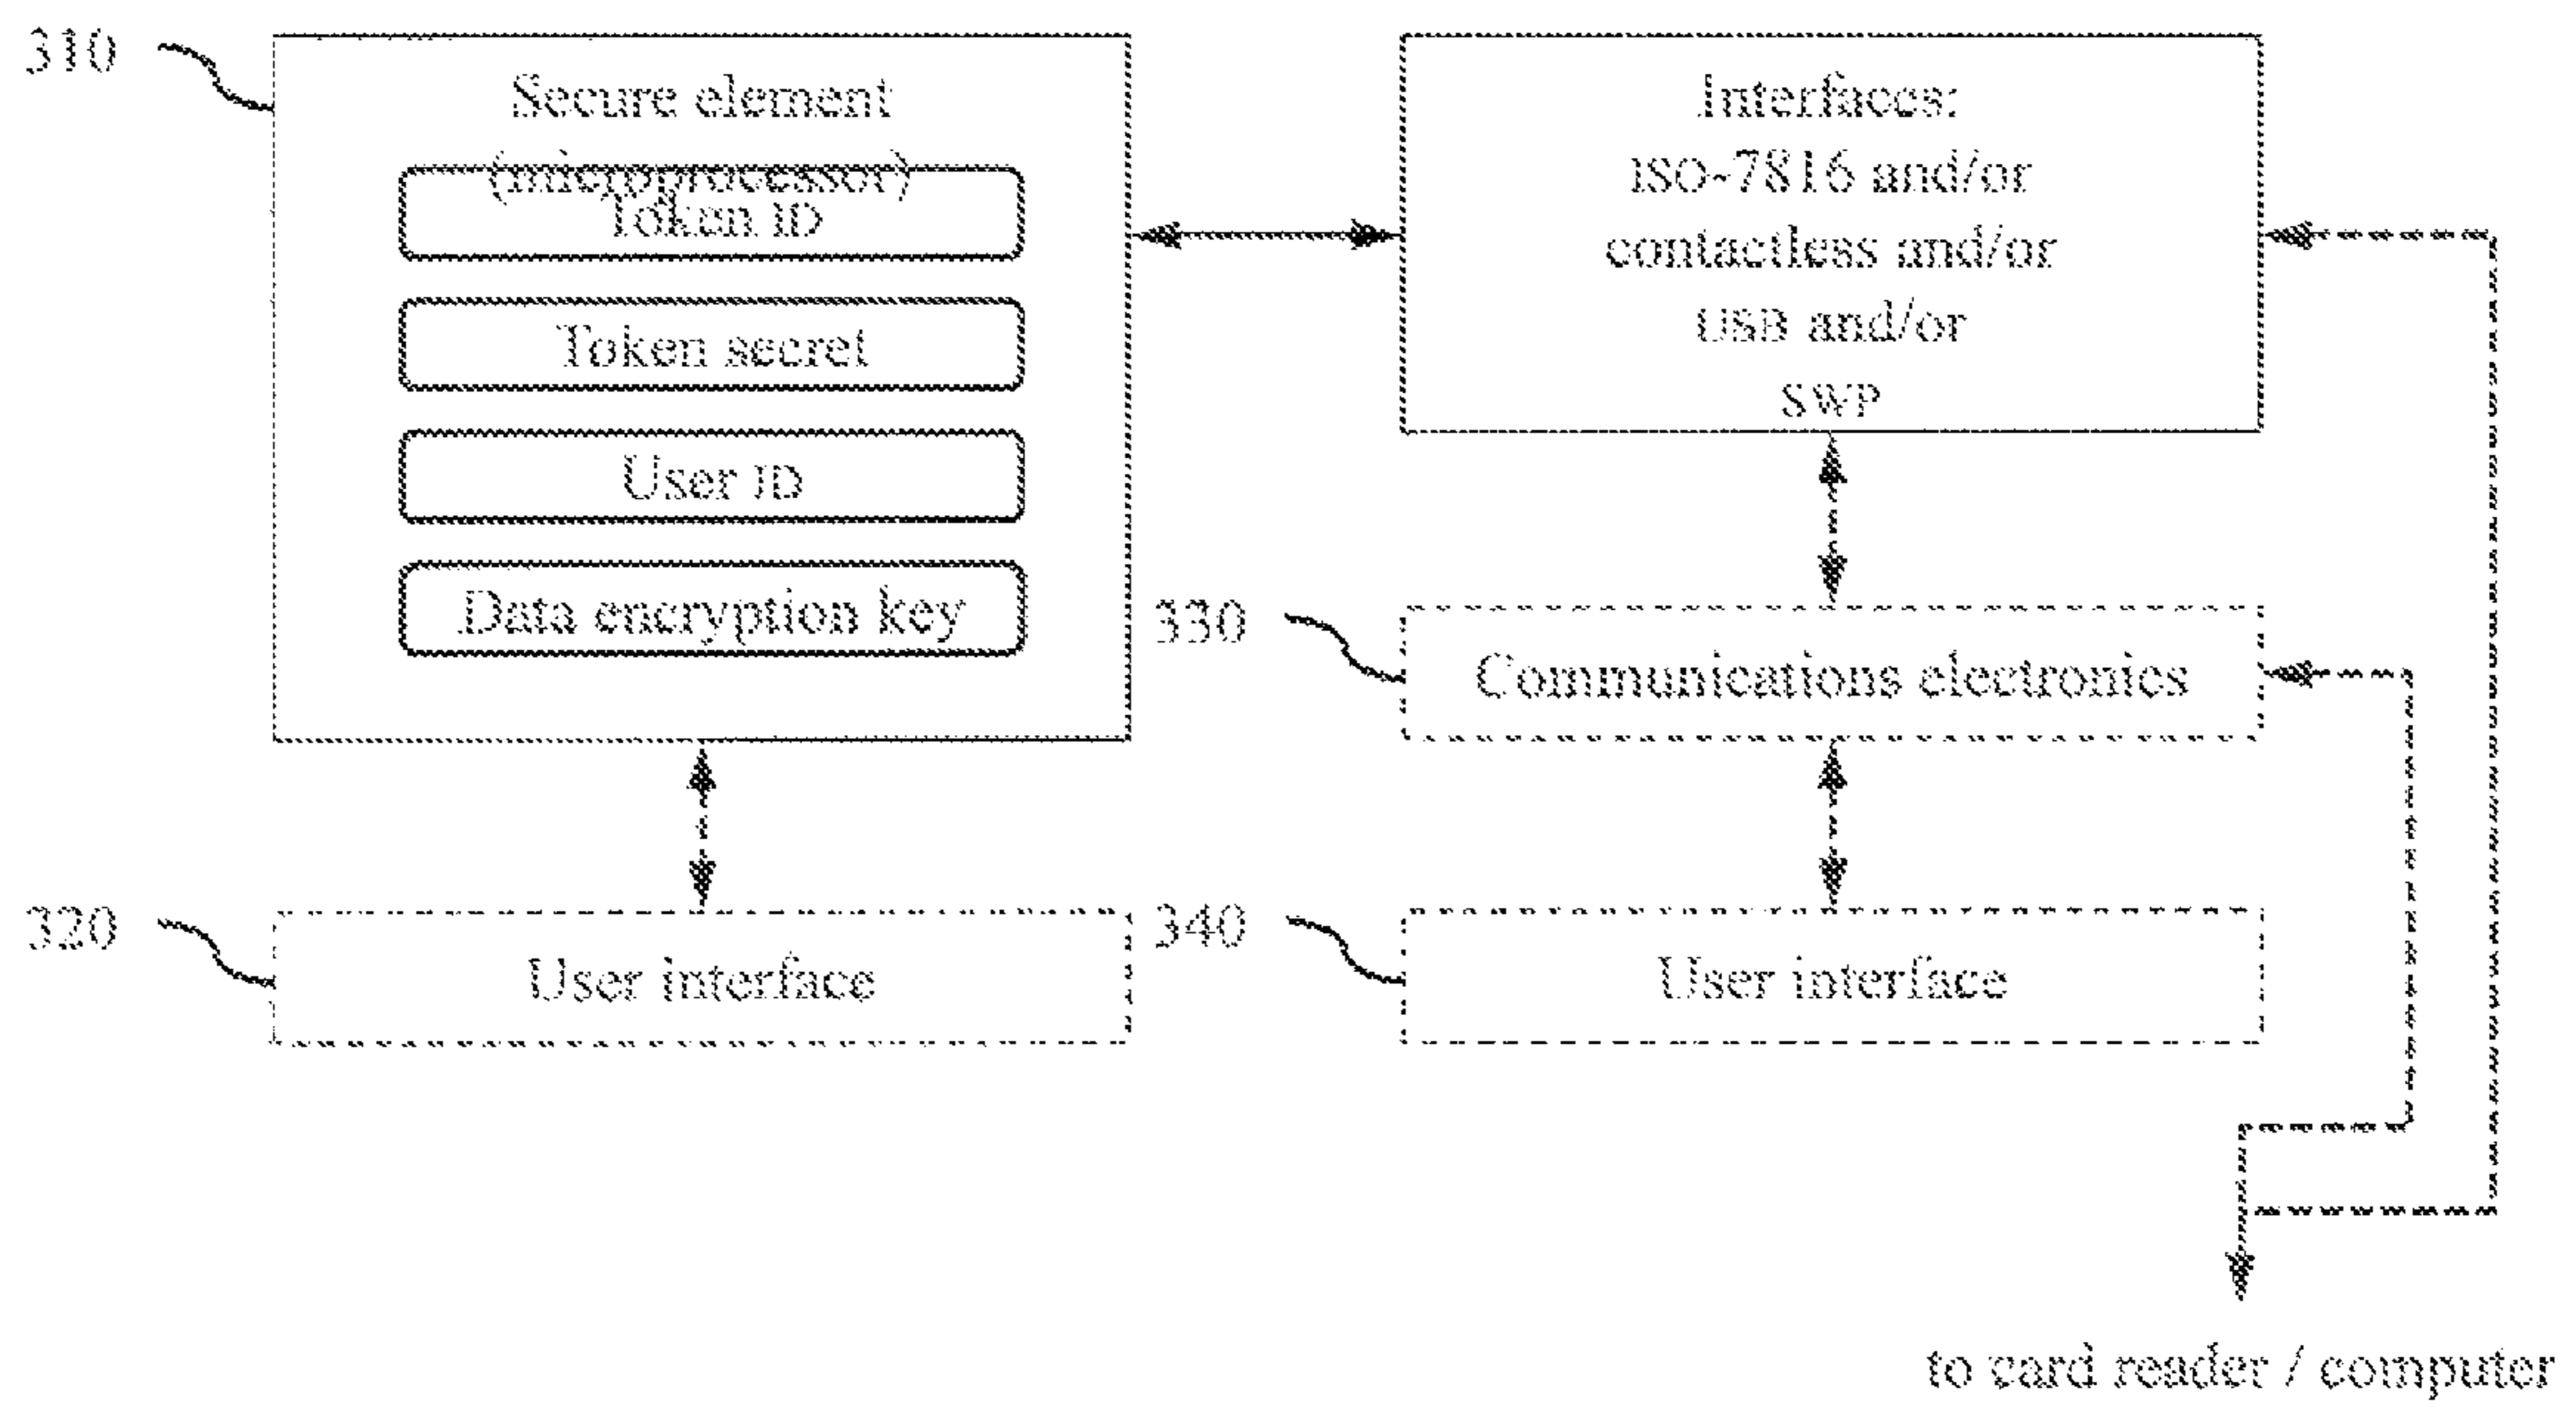 310
Secure element
(microprocessor)
Token ID
Token secret
User ID
Data encryption key
Interfaces:
ISO-7816 and/or
contactless and/or
USB and/or
SWP
330
Communications electronics
320
User interface
340
User interface
to card reader / computer